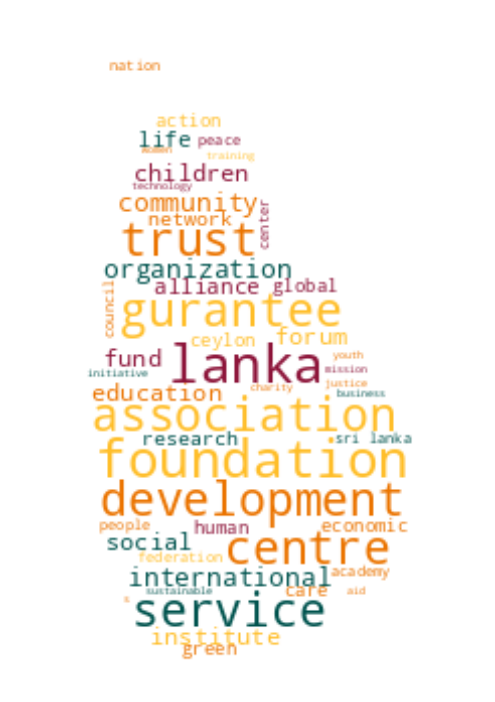 nation
action
life peace
women
training
children
technology
community
network
center
trust
organization
alliance global
council
gurantee
ceylon forum
fund lanka youth
initiative mission
justice
education charity business
association
research sri lanka
foundation
development
people human economic
social centre
federation
international academy
sustainable care aid
s
service
institute
green